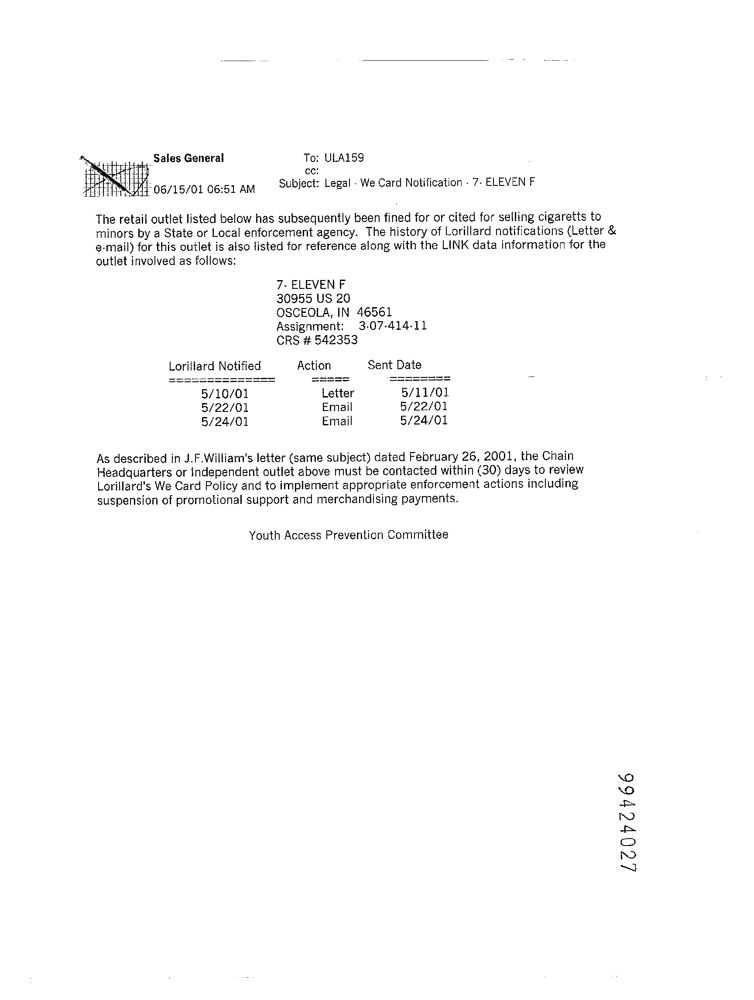 Sales General
06/15/01 06:51 AM
To: ULA159
cc:
Subject: Legal - We Card Notification - 7- ELEVEN F
The retail outlet listed below has subsequently been fined for or cited for selling cigaretts to
minors by a State or Local enforcement agency. The history of Lorillard notifications (Letter &
e-mail) for this outlet is also listed for reference along with the LINK data information for the
outlet involved as follows:
7- ELEVEN F
30955 US 20
OSCEOLA, IN 46561
Assignment: 3-07-414-11
CRS # 542353
Lorillard Notified Action Sent Date
============== ===== ========
5/10/01 Letter 5/11/01
5/22/01 Email 5/22/01
5/24/01 Email 5/24/01
As described in J.F.William's letter (same subject) dated February 26, 2001, the Chain
Headquarters or Independent outlet above must be contacted within (30) days to review
Lorillard's We Card Policy and to implement appropriate enforcement actions including
suspension of promotional support and merchandising payments.
Youth Access Prevention Committee
99424027